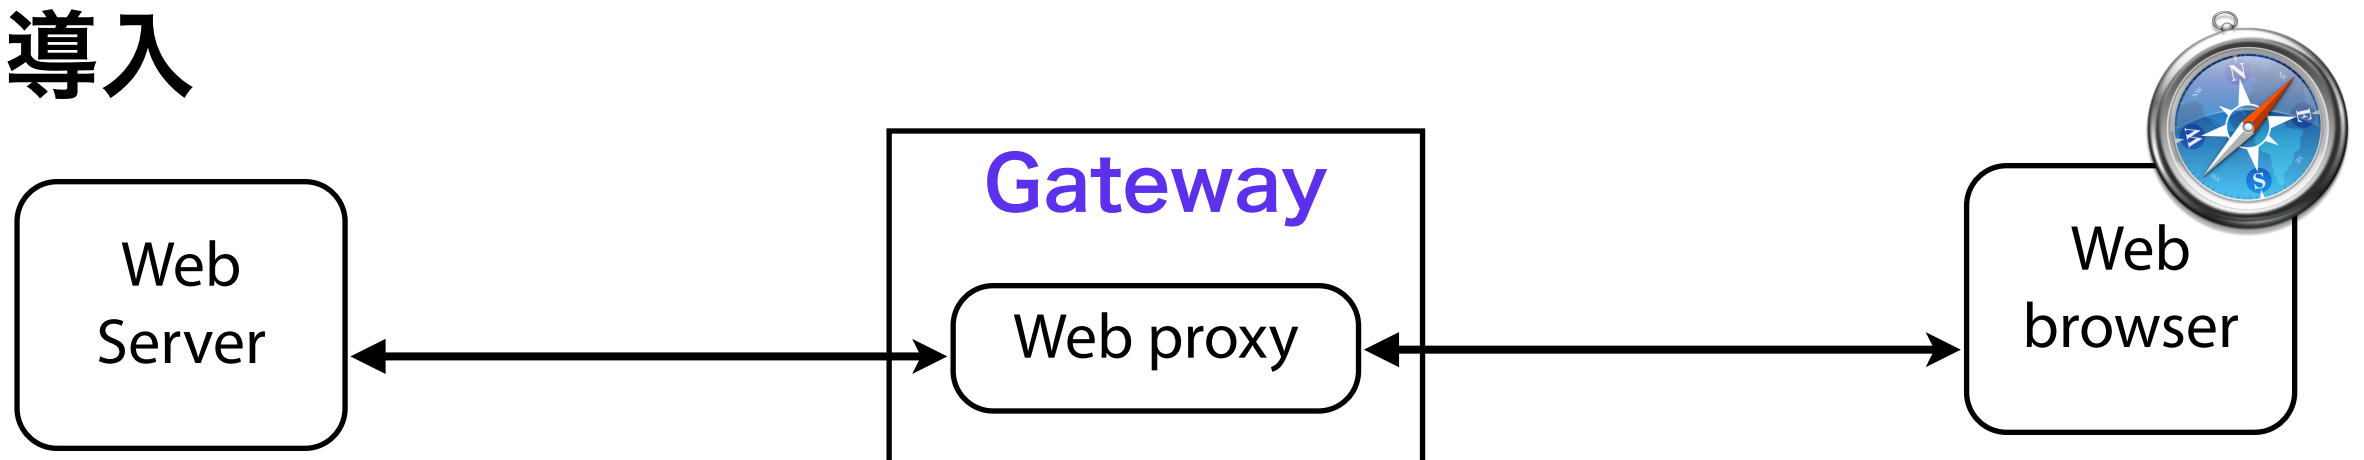 導入
Gateway
Web
Server
Web proxy
Web
browser
N
E
S
W